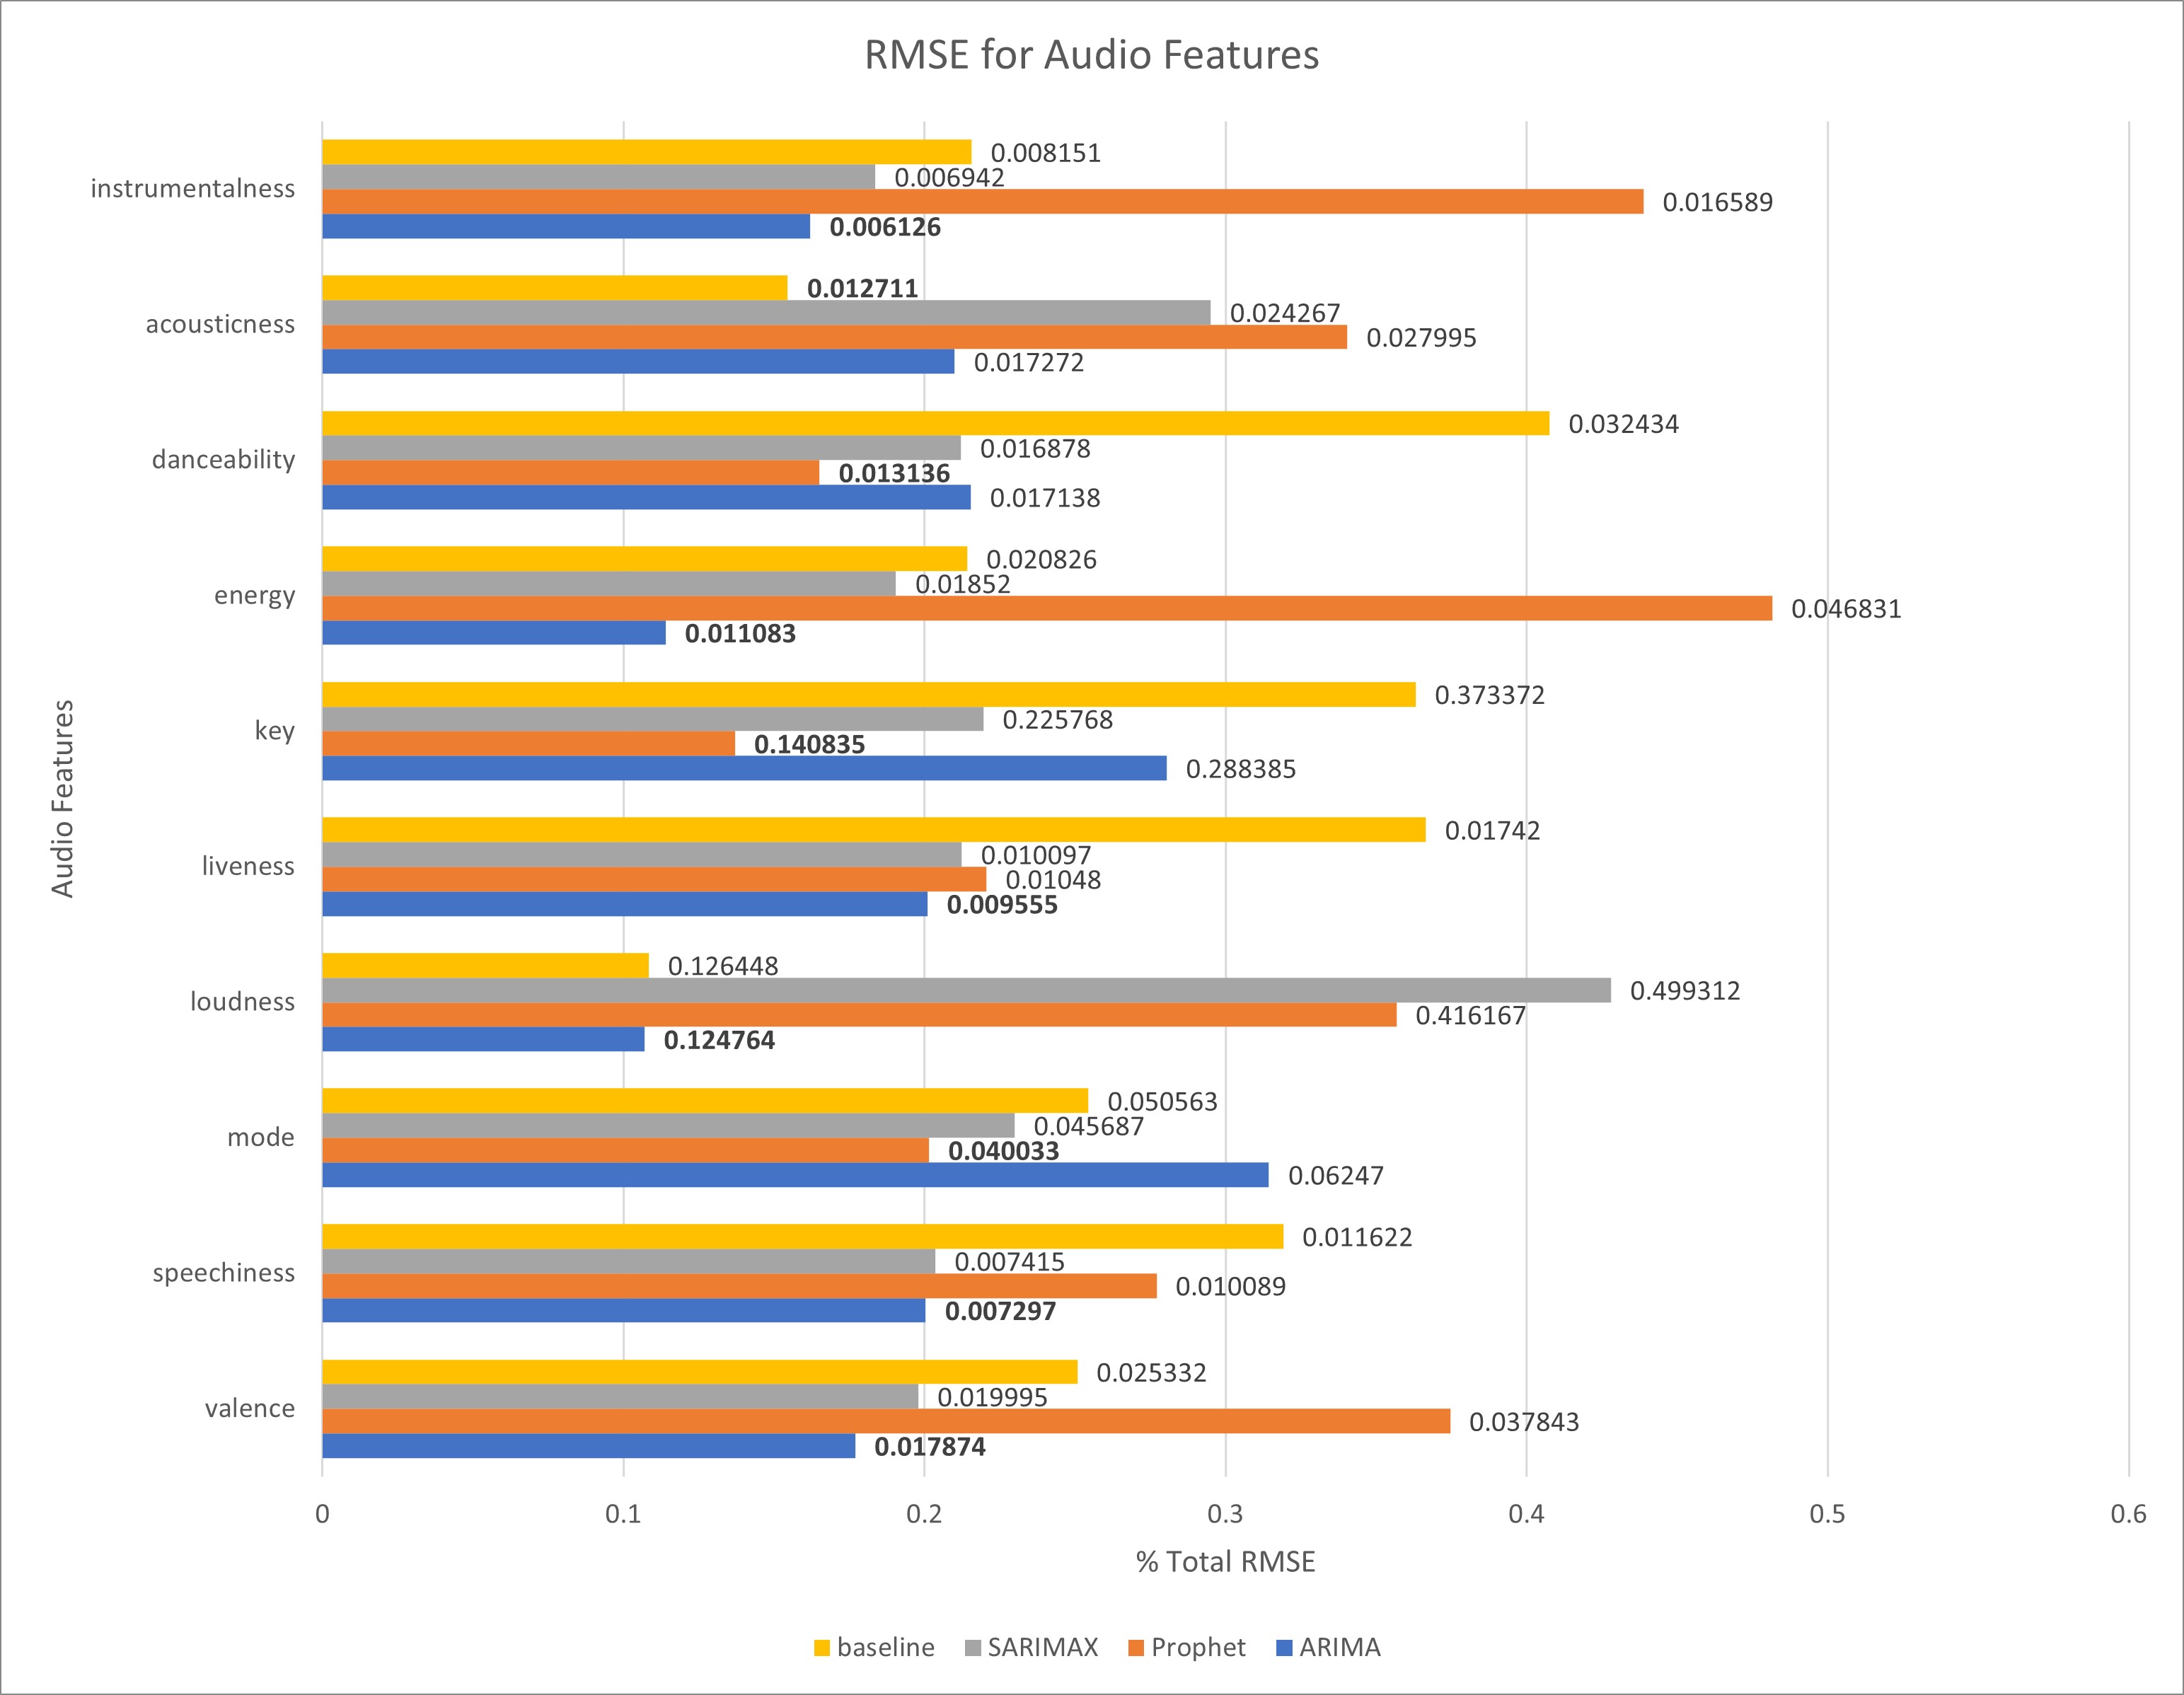 RMSE for Audio Features
instrumentalness
0.008151
0.006942
0.016589
0.006126
acousticness
0.012711
0.024267
0.027995
0.017272
danceability
0.032434
0.016878
0.013136
0.017138
energy
0.020826
0.01852
0.046831
0.011083
key
0.373372
0.225768
0.140835
0.288385
liveness
0.01742
0.010097
0.01048
0.009555
loudness
0.126448
0.499312
0.416167
0.124764
mode
0.050563
0.045687
0.040033
0.06247
speechiness
0.011622
0.007415
0.010089
0.007297
valence
0.025332
0.019995
0.037843
0.017874
Audio Features
0 0.1 0.2 0.3 0.4 0.5 0.6
% Total RMSE
baseline SARIMAX Prophet ARIMA